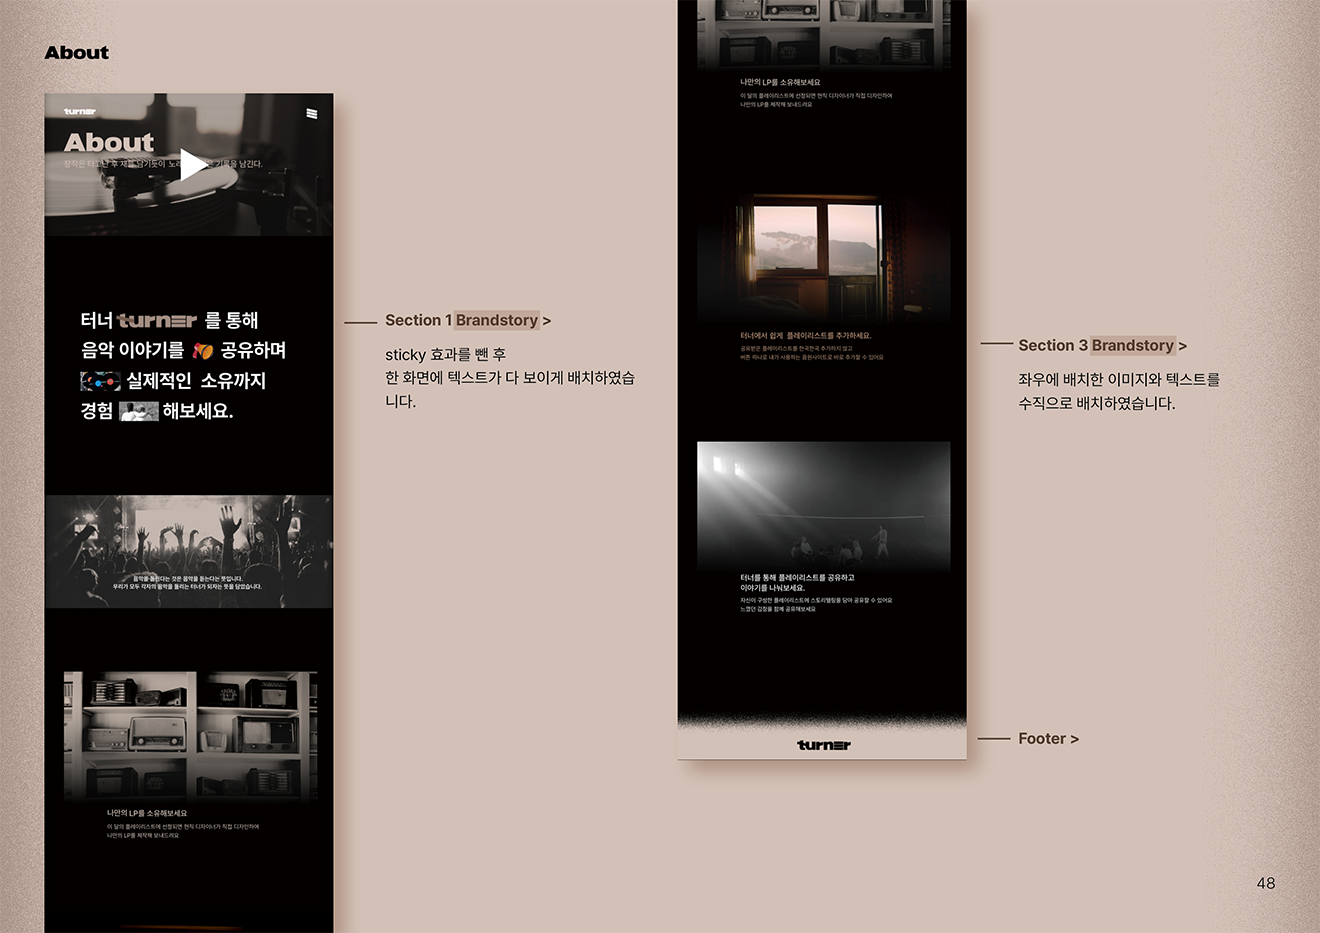 About
turner
About
장작은 타고난 후 재를 남기듯이 노래 기록을 남긴다.
터너 turner 를 통해
음악 이야기를 공유하며
실제적인 소유까지
경험 해보세요.
음악을 돌린다는 것은 음악을 듣는다는 뜻입니다.
우리가 모두 각자의 음악을 돌리는 터너가 되자는 뜻을 담았습니다.
나만의 LP를 소유해보세요
이 달의 플레이리스트에 선정되면 현직 디자이너가 직접 디자인하여
나만의 LP를 제작해 보내드려요
Section 1 Brandstory >
sticky 효과를 뺀 후
한 화면에 텍스트가 다 보이게 배치하였습
니다.
나만의 LP를 소유해보세요
이 달의 플레이리스트에 선정되면 현직 디자이너가 직접 디자인하여
나만의 LP를 제작해 보내드려요
터너에서 쉽게 플레이리스트를 추가하세요.
공유받은 플레이리스트를 한곡한곡 추가하지 않고
버튼 하나로 내가 사용하는 음원사이트로 바로 추가할 수 있어요
터너를 통해 플레이리스트를 공유하고
이야기를 나눠보세요.
자신이 구성한 플레이리스트에 스토리텔링을 담아 공유할 수 있어요
느꼈던 감정을 함께 공유해보세요
turner
Section 3 Brandstory >
좌우에 배치한 이미지와 텍스트를
수직으로 배치하였습니다.
Footer >
48